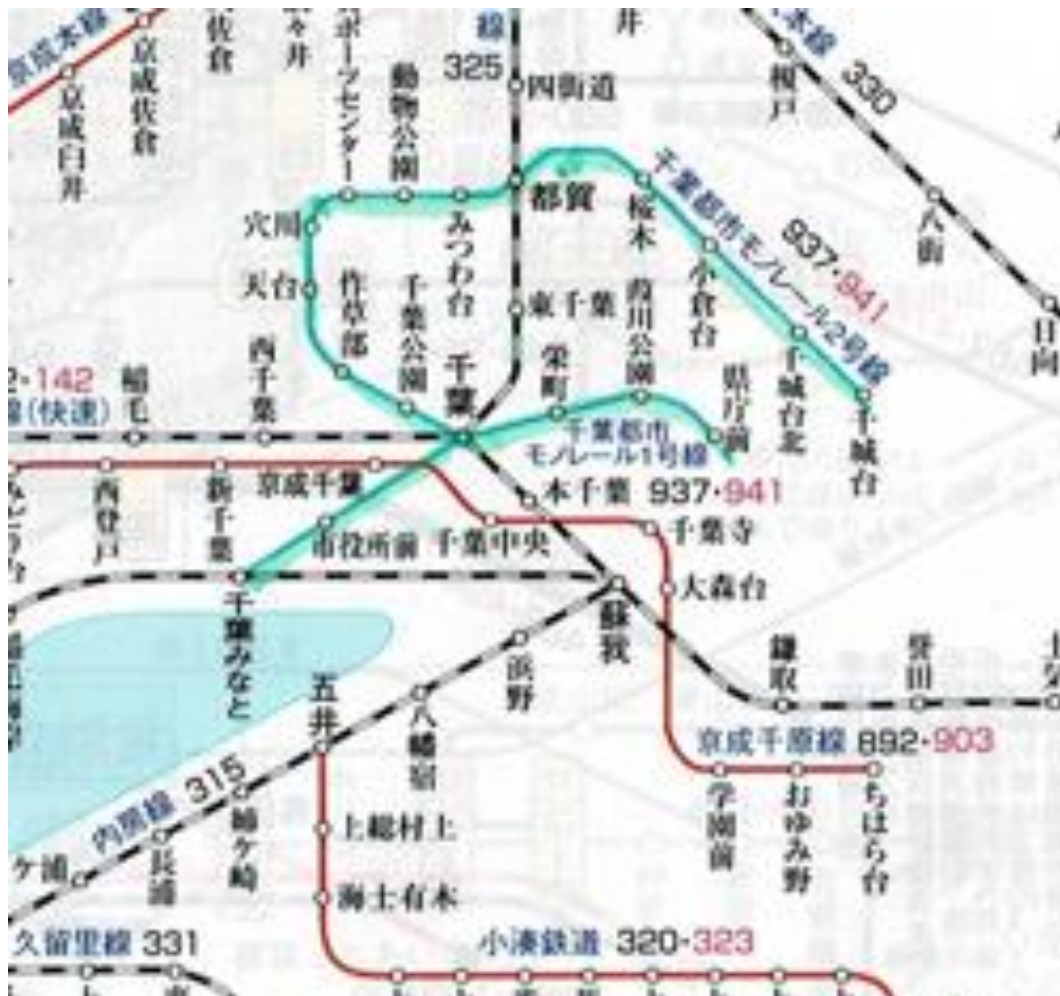 京成本線
京成臼井
京成佐倉
佐倉
々井
ポーツセンター
動物公園
線
325
四街道
井
本線 330
榎戸
八街
日向
都賀
桜木
小倉台
千城台北
千城台
千葉都市モノレール2号線
937・941
みつわ台
穴川
天台
作草部
千葉公園
千葉
東千葉
栄町
葭川公園
県庁前
千葉都市
モノレール1号線
937・941
142
線(快速)
稲毛
西千葉
西登戸
新千葉
京成千葉
市役所前
千葉中央
本千葉
千葉寺
大森台
千葉みなと
蘇我
鎌取
誉田
浜野
八幡宿
五井
内房線 315
姉ケ崎
長浦
ケ浦
京成千原線 892・903
学園前
おゆみ野
ちはら台
上総村上
海士有木
久留里線 331
小湊鉄道 320・323